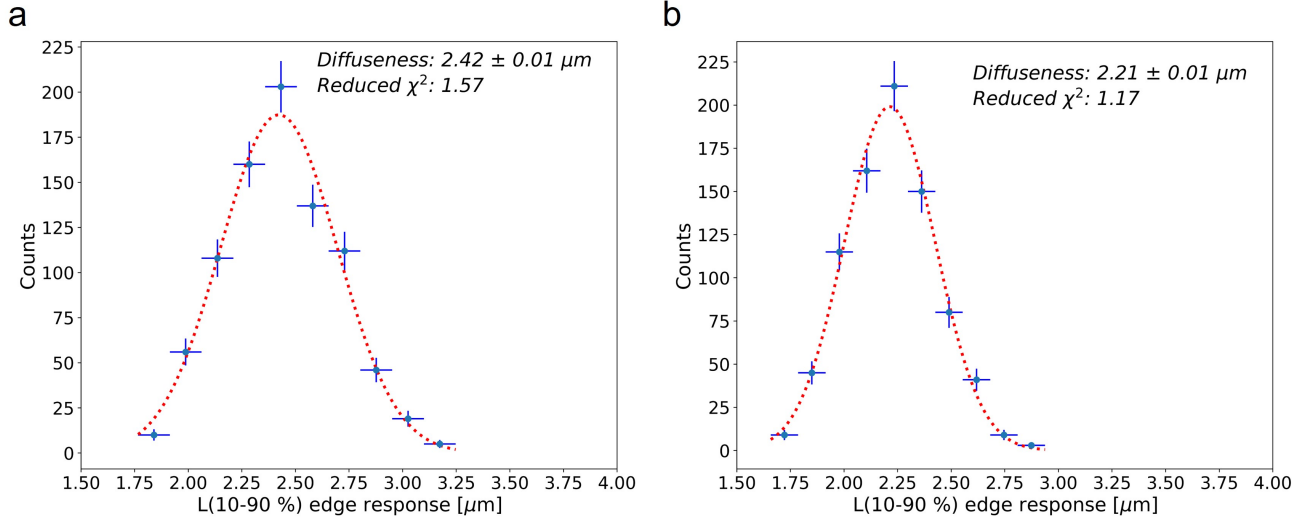 a
Diffuseness: 2.42 ± 0.01 μm
Reduced χ²: 1.57
225
200
175
150
125
100
75
50
25
0
Counts
1.50 1.75 2.00 2.25 2.50 2.75 3.00 3.25 3.50 3.75 4.00
L(10-90 %) edge response [μm]
b
Diffuseness: 2.21 ± 0.01 μm
Reduced χ²: 1.17
225
200
175
150
125
100
75
50
25
0
Counts
1.50 1.75 2.00 2.25 2.50 2.75 3.00 3.25 3.50 3.75 4.00
L(10-90 %) edge response [μm]